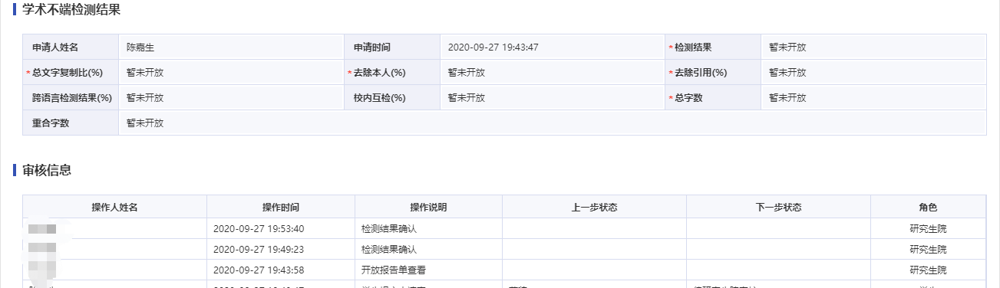 学术不端检测结果
申请人姓名 陈嘉生 申请时间 2020-09-27 19:43:47 *检测结果 暂未开放
*总文字复制比(%) 暂未开放 *去除本人(%) 暂未开放 *去除引用(%) 暂未开放
跨语言检测结果(%) 暂未开放 校内互检(%) 暂未开放 *总字数 暂未开放
重合字数 暂未开放
审核信息
操作人姓名 操作时间 操作说明 上一步状态 下一步状态 角色
2020-09-27 19:53:40 检测结果确认 研究生院
2020-09-27 19:49:23 检测结果确认 研究生院
2020-09-27 19:43:58 开放报告单查看 研究生院